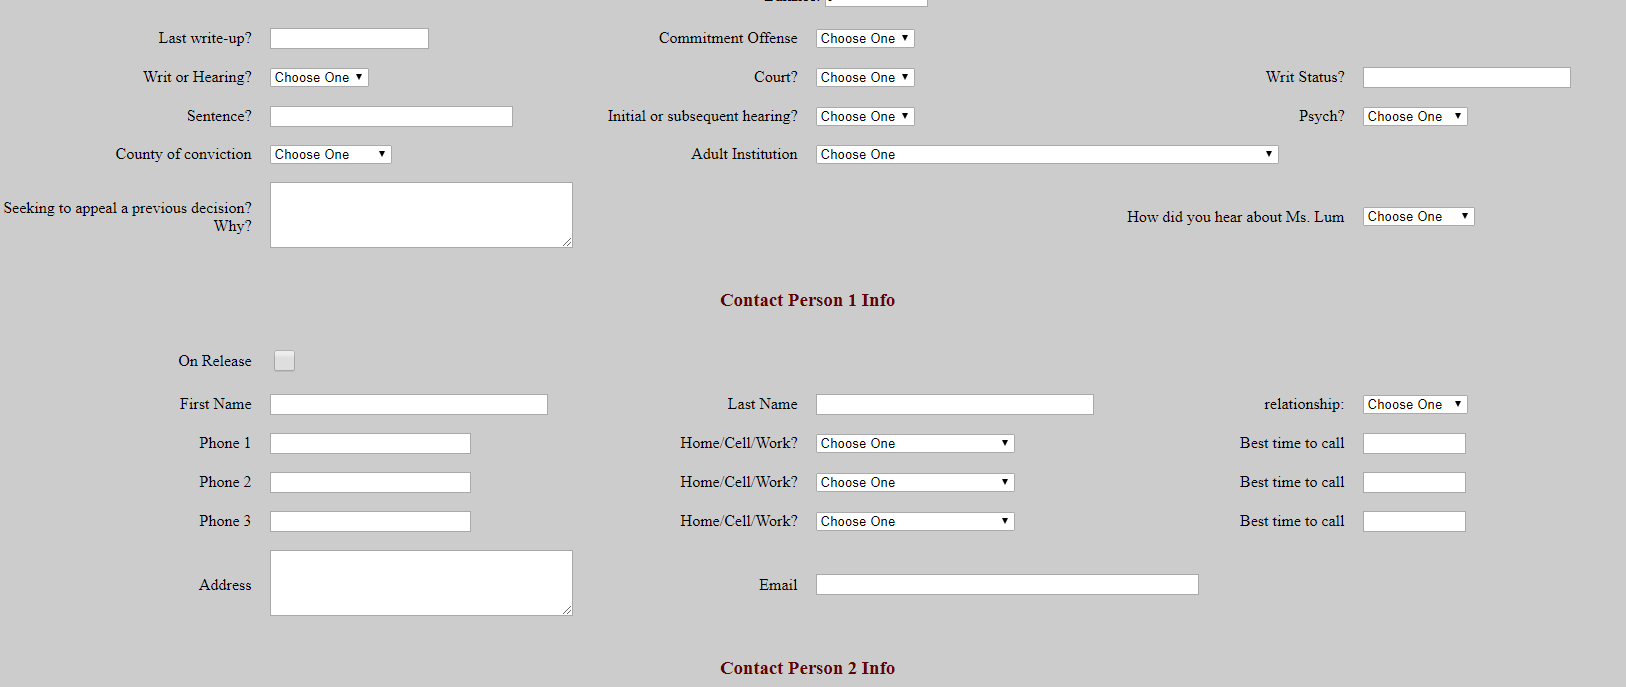 Last write-up? Commitment Offense Choose One
Writ or Hearing? Choose One Court? Choose One Writ Status?
Sentence? Initial or subsequent hearing? Choose One Psych? Choose One
County of conviction Choose One Adult Institution Choose One
Seeking to appeal a previous decision?
Why?
How did you hear about Ms. Lum Choose One
Contact Person 1 Info
On Release
First Name Last Name relationship: Choose One
Phone 1 Home/Cell/Work? Choose One Best time to call
Phone 2 Home/Cell/Work? Choose One Best time to call
Phone 3 Home/Cell/Work? Choose One Best time to call
Address Email
Contact Person 2 Info